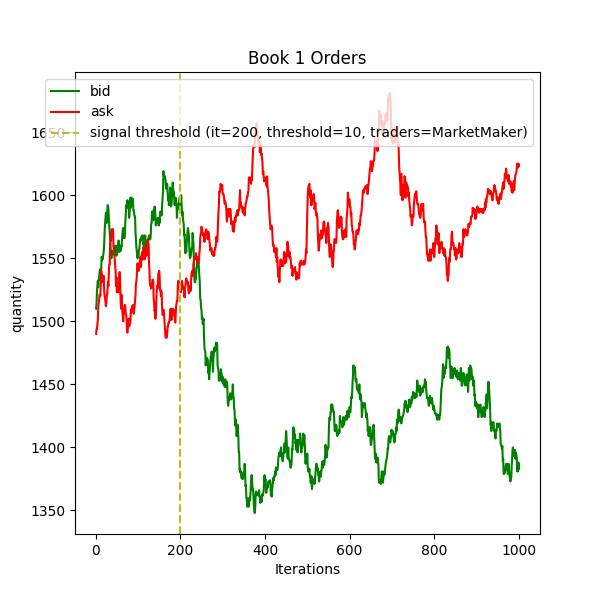 Book 1 Orders
bid
ask
signal threshold (it=200, threshold=10, traders=MarketMaker)
1650
1600
1550
1500
1450
1400
1350
quantity
0 200 400 600 800 1000
Iterations